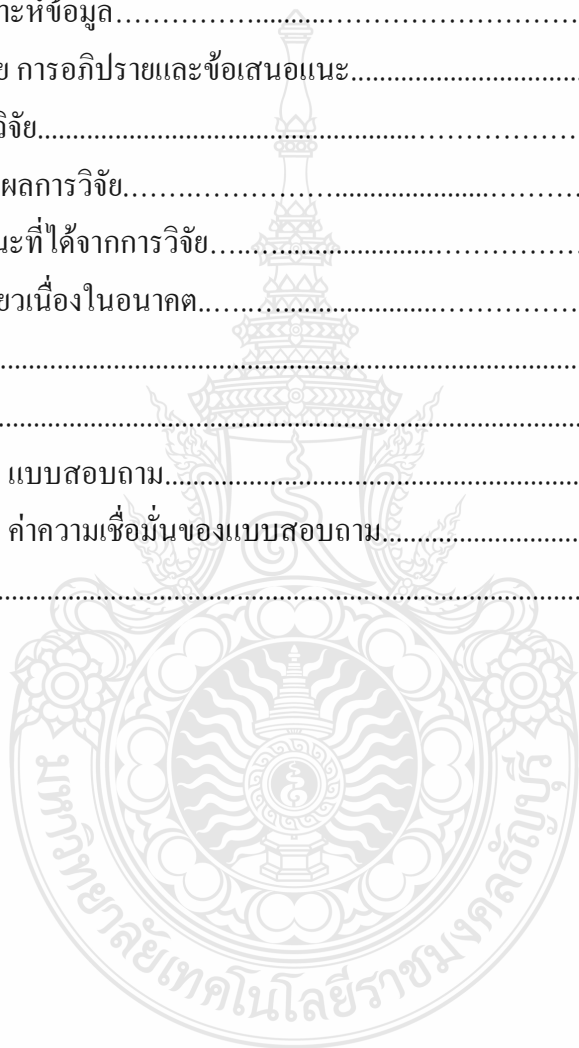 าะห์ข้อมูล.......................................................
ย การอภิปรายและข้อเสนอแนะ...............................
วิจัย.................................................................
ผลการวิจัย.......................................................
นะที่ได้จากการวิจัย.............................................
ยวเนื่องในอนาคต..............................................
.......................................................................
.......................................................................
แบบสอบถาม...................................................
ค่าความเชื่อมั่นของแบบสอบถาม.........................
.......................................................................
มหาวิทยาลัยเทคโนโลยีราชมงคลธัญบุรี